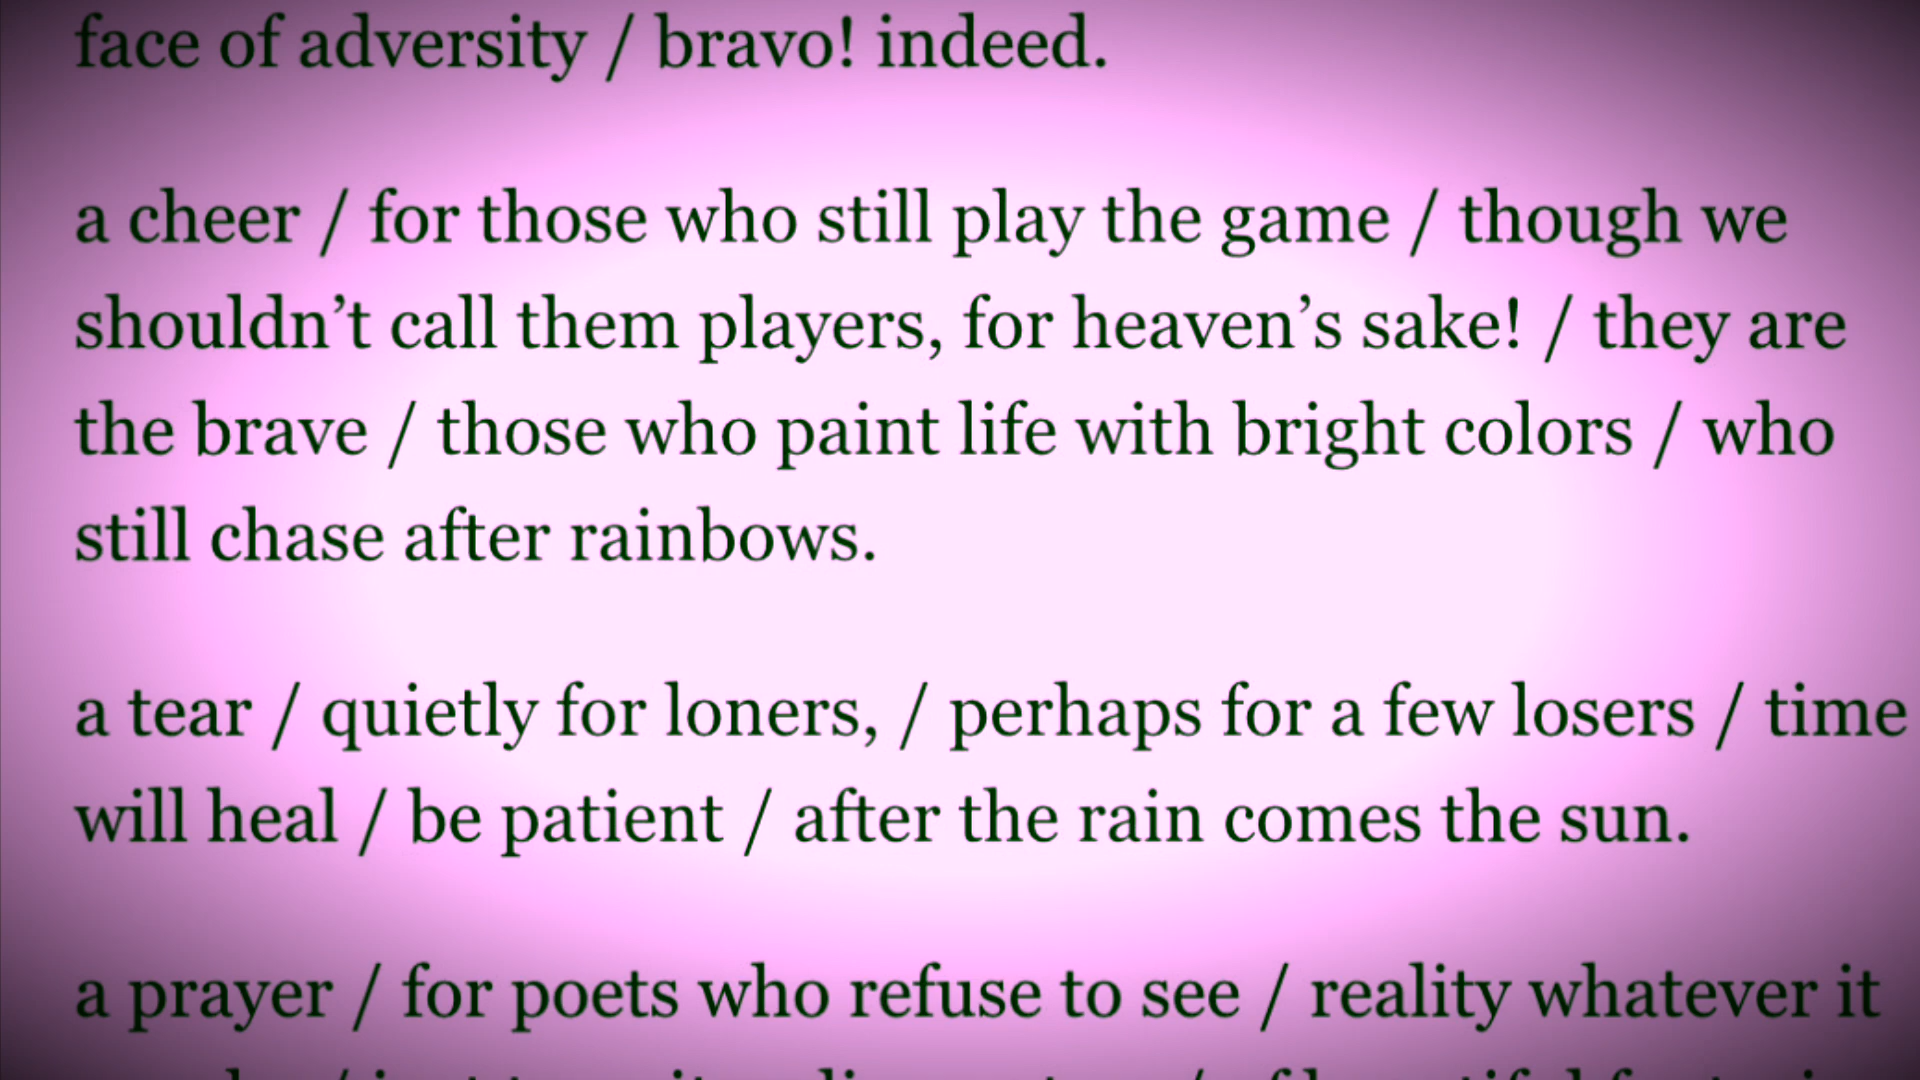 face of adversity / bravo! indeed.
a cheer / for those who still play the game / though we
shouldn’t call them players, for heaven’s sake! / they are
the brave / those who paint life with bright colors / who
still chase after rainbows.
a tear / quietly for loners, / perhaps for a few losers / time
will heal / be patient / after the rain comes the sun.
a prayer / for poets who refuse to see / reality whatever it